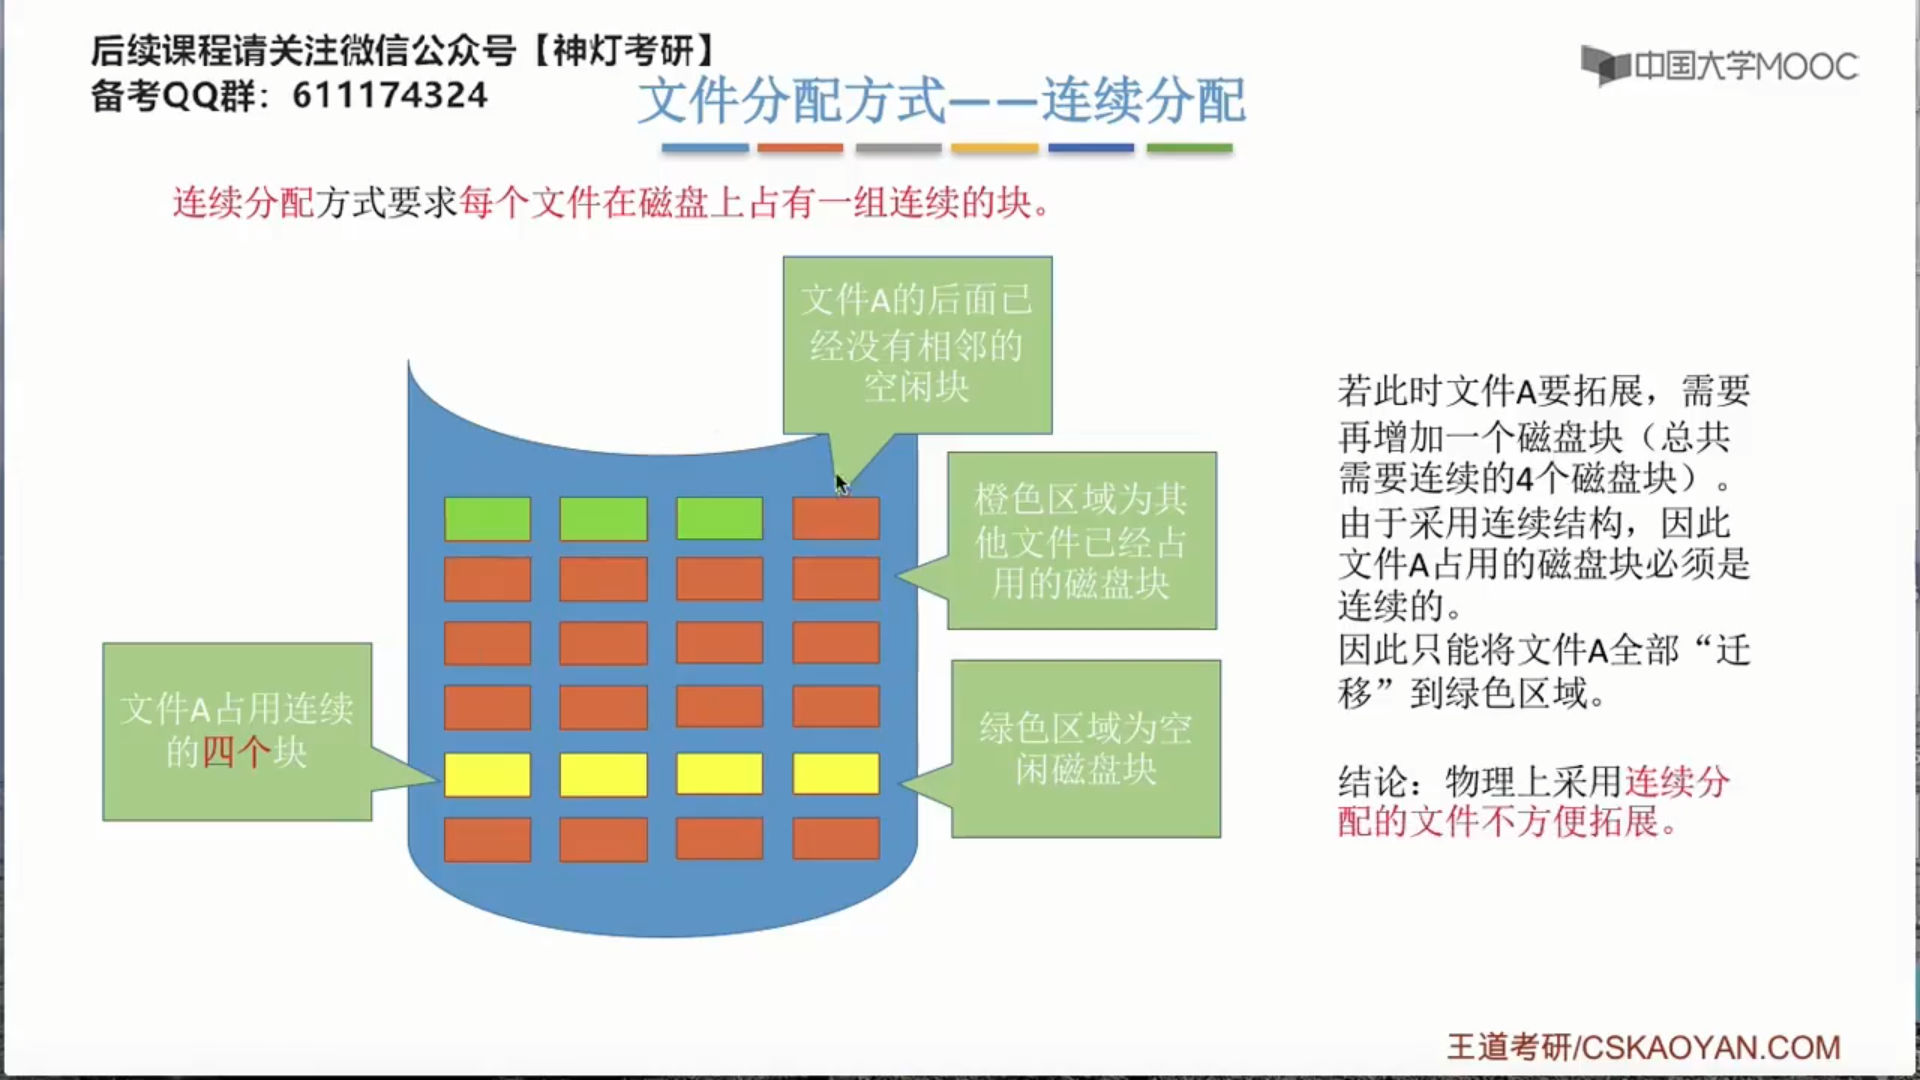 后续课程请关注微信公众号【神灯考研】
备考QQ群：611174324
中国大学MOOC
文件分配方式——连续分配
连续分配方式要求每个文件在磁盘上占有一组连续的块。
文件A的后面已
经没有相邻的
空闲块
橙色区域为其
他文件已经占
用的磁盘块
文件A占用连续
的四个块
绿色区域为空
闲磁盘块
若此时文件A要拓展，需要
再增加一个磁盘块（总共
需要连续的4个磁盘块）。
由于采用连续结构，因此
文件A占用的磁盘块必须是
连续的。
因此只能将文件A全部“迁
移”到绿色区域。
结论：物理上采用连续分
配的文件不方便拓展。
王道考研/CSKAOYAN.COM